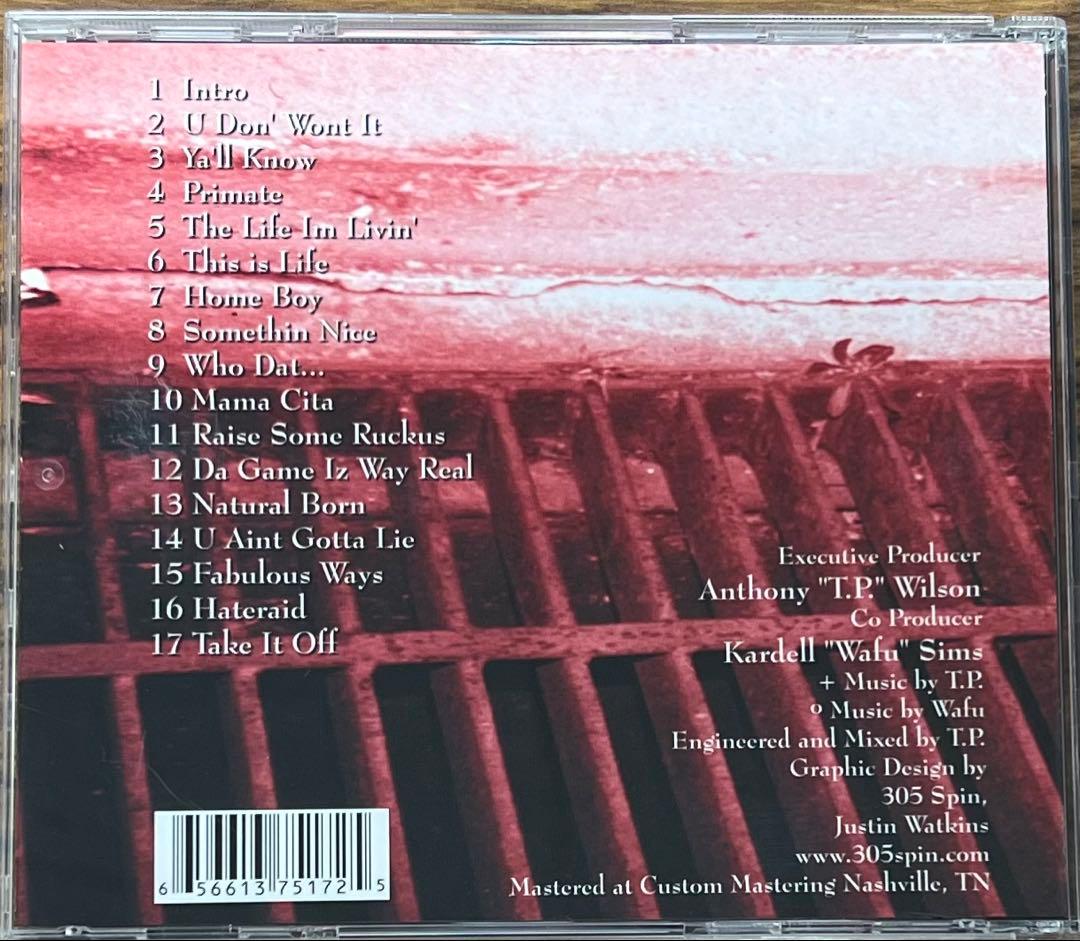 1 Intro
2 U Don' Wont It
3 Ya'll Know
4 Primate
5 The Life Im Livin'
6 This is Life
7 Home Boy
8 Somethin Nice
9 Who Dat...
10 Mama Cita
11 Raise Some Ruckus
12 Da Game Iz Way Real
13 Natural Born
14 U Aint Gotta Lie
15 Fabulous Ways
16 Hateraid
17 Take It Off
Executive Producer
Anthony "T.P." Wilson
Co Producer
Kardell "Wafu" Sims
+ Music by T.P.
º Music by Wafu
Engineered and Mixed by T.P.
Graphic Design by
305 Spin,
Justin Watkins
www.305spin.com
Mastered at Custom Mastering Nashville, TN
6 56613 75172 5